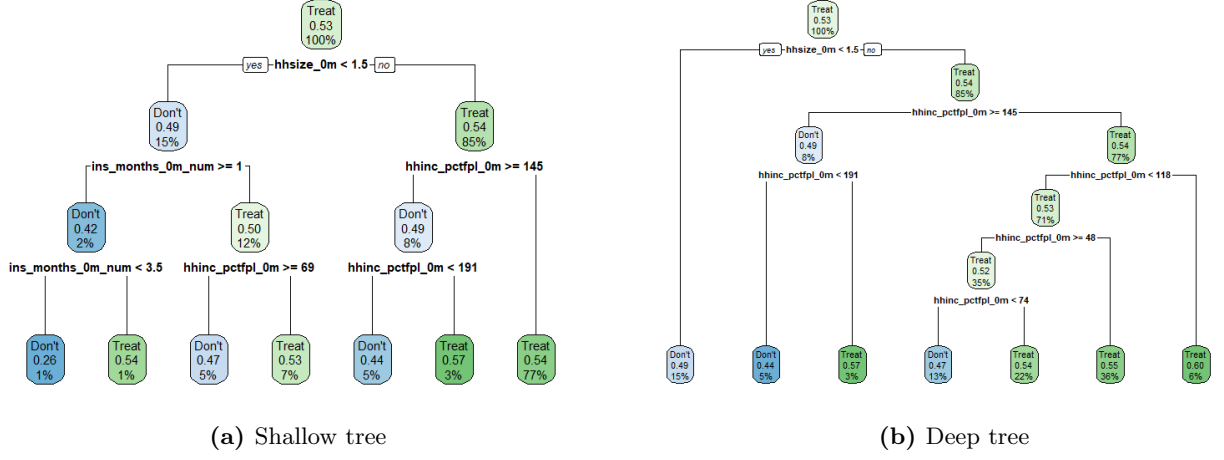 Treat
0.53
100%
yes hhsize_0m < 1.5 no
Don't
0.49
15%
Treat
0.54
85%
ins_months_0m_num >= 1
hhinc_pctfpl_0m >= 145
Don't
0.42
2%
Treat
0.50
12%
Don't
0.49
8%
ins_months_0m_num < 3.5
hhinc_pctfpl_0m >= 69
hhinc_pctfpl_0m < 191
Don't
0.26
1%
Treat
0.54
1%
Don't
0.47
5%
Treat
0.53
7%
Don't
0.44
5%
Treat
0.57
3%
Treat
0.54
77%
(a) Shallow tree
Treat
0.53
100%
yes hhsize_0m < 1.5 no
Treat
0.54
85%
hhinc_pctfpl_0m >= 145
Don't
0.49
8%
Treat
0.54
77%
hhinc_pctfpl_0m < 191
hhinc_pctfpl_0m < 118
Treat
0.53
71%
hhinc_pctfpl_0m >= 48
Treat
0.52
35%
hhinc_pctfpl_0m < 74
Don't
0.49
15%
Don't
0.44
5%
Treat
0.57
3%
Don't
0.47
13%
Treat
0.54
22%
Treat
0.55
36%
Treat
0.60
6%
(b) Deep tree